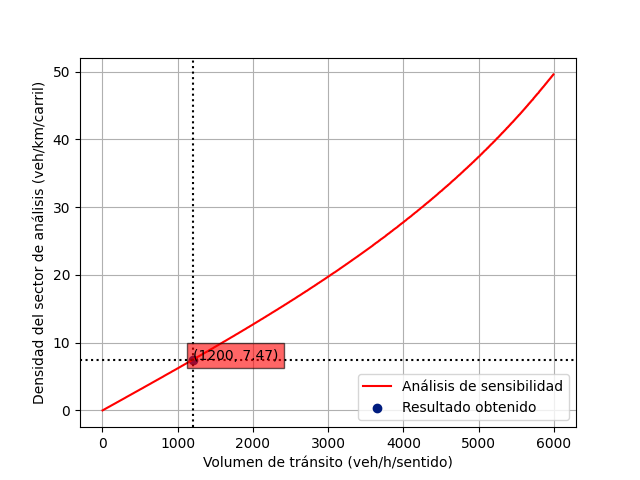 50
40
30
20
10
0
Densidad del sector de análisis (veh/km/carril)
(1200, 7.47)
Análisis de sensibilidad
Resultado obtenido
0 1000 2000 3000 4000 5000 6000
Volumen de tránsito (veh/h/sentido)